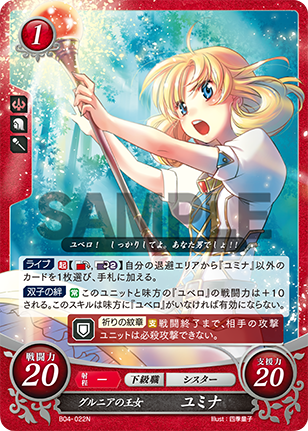 1
SAMPLE
ユベロ! しっかりしてよ。あなた男でしょ!!
ライブ 起 [ 、 2]自分の退避エリアから『ユミナ』以外の
カードを1枚選び、手札に加える。
双子の絆 常 このユニットと味方の『ユベロ』の戦闘力は+10
される。このスキルは味方に『ユベロ』がいなければ有効にならない。
祈りの紋章 支 戦闘終了まで、相手の攻撃
ユニットは必殺攻撃できない。
戦闘力
20
射程 ー 下級職 シスター
支援力
20
グルニアの王女 ユミナ
B04-022N
Illust:四季童子